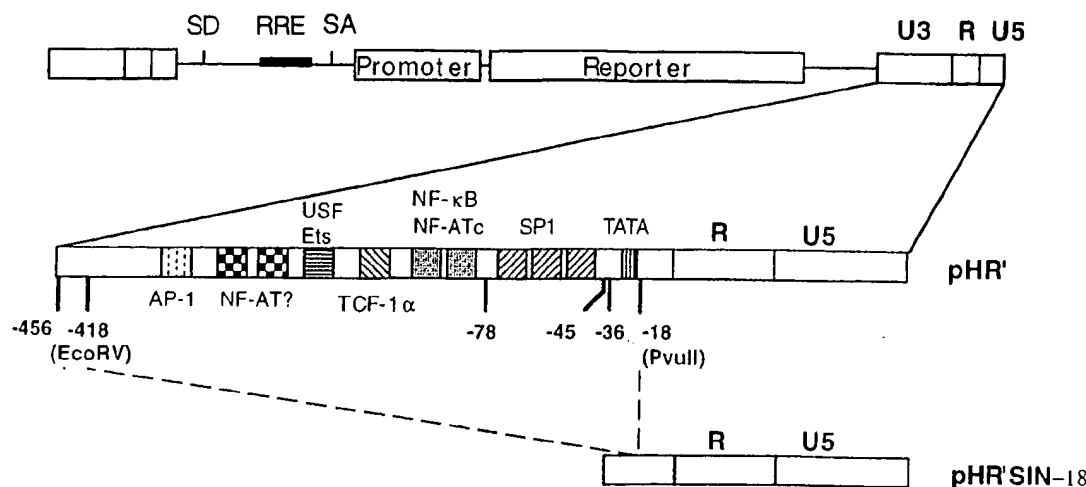 SD RRE SA
U3 R U5
Promoter Reporter
NF-κB
USF NF-ATc SP1 TATA
Ets R U5
pHR'
AP-1 NF-AT? TCF-1α
-456 -418 -78 -45 -36 -18
(EcoRV) (PvuII)
R U5
pHR'SIN-18